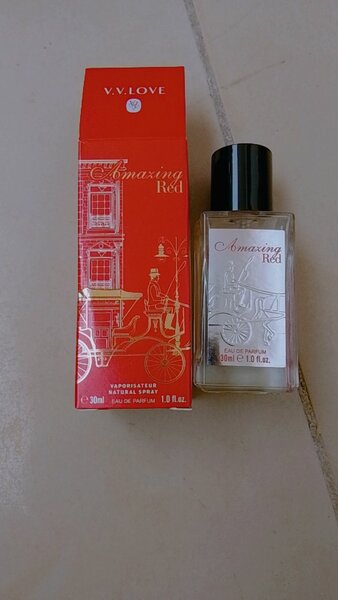 V.V.LOVE
Amazing
Red
VAPORISATEUR
NATURAL SPRAY
℮ 30ml EAU DE PARFUM 1.0 fl.oz.
Amazing
Red
EAU DE PARFUM
30ml ℮ 1.0 fl.oz.